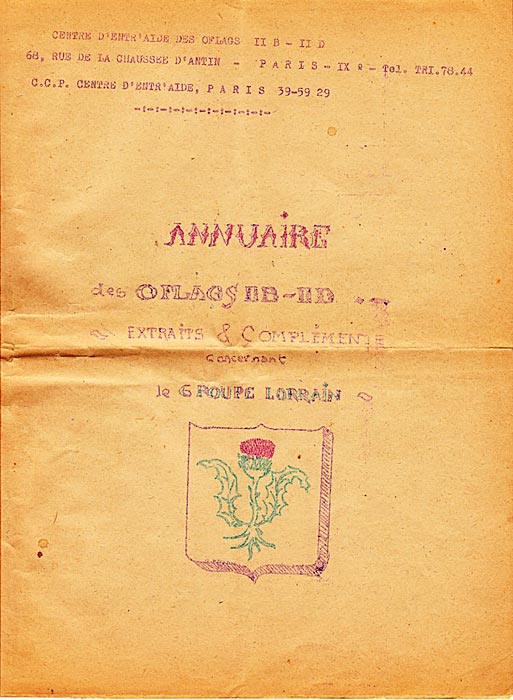 CENTRE D'ENTR'AIDE DES OFLAGS II B - II D
68, RUE DE LA CHAUSSEE D'ANTIN - PARIS - IX e - Tel. TRI.78.44
C.C.P. CENTRE D'ENTR'AIDE, PARIS 39-59 29
ANNUAIRE
des OFLAGS IIB-IID
EXTRAITS & COMPLÉMENTS
concernant
le GROUPE LORRAIN